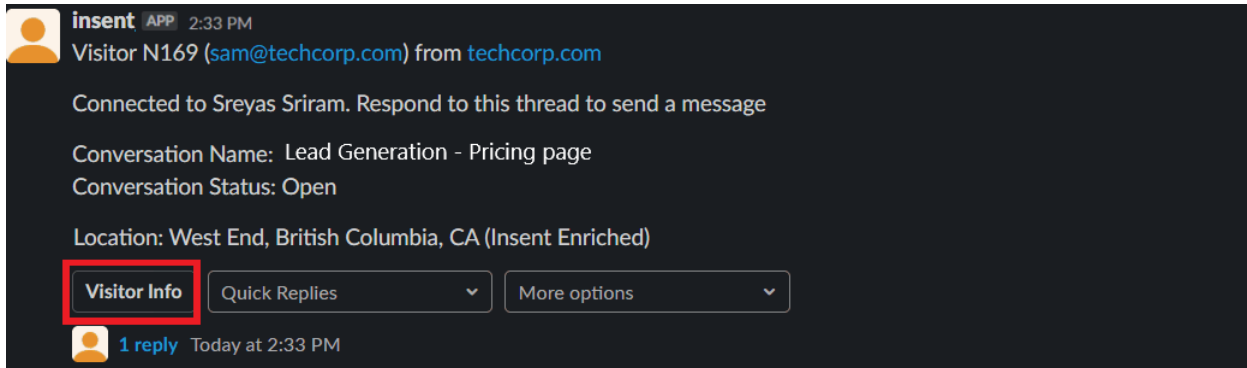 insent APP 2:33 PM
Visitor N169 (sam@techcorp.com) from techcorp.com
Connected to Sreyas Sriram. Respond to this thread to send a message
Conversation Name: Lead Generation - Pricing page
Conversation Status: Open
Location: West End, British Columbia, CA (Insent Enriched)
Visitor Info Quick Replies More options
1 reply Today at 2:33 PM